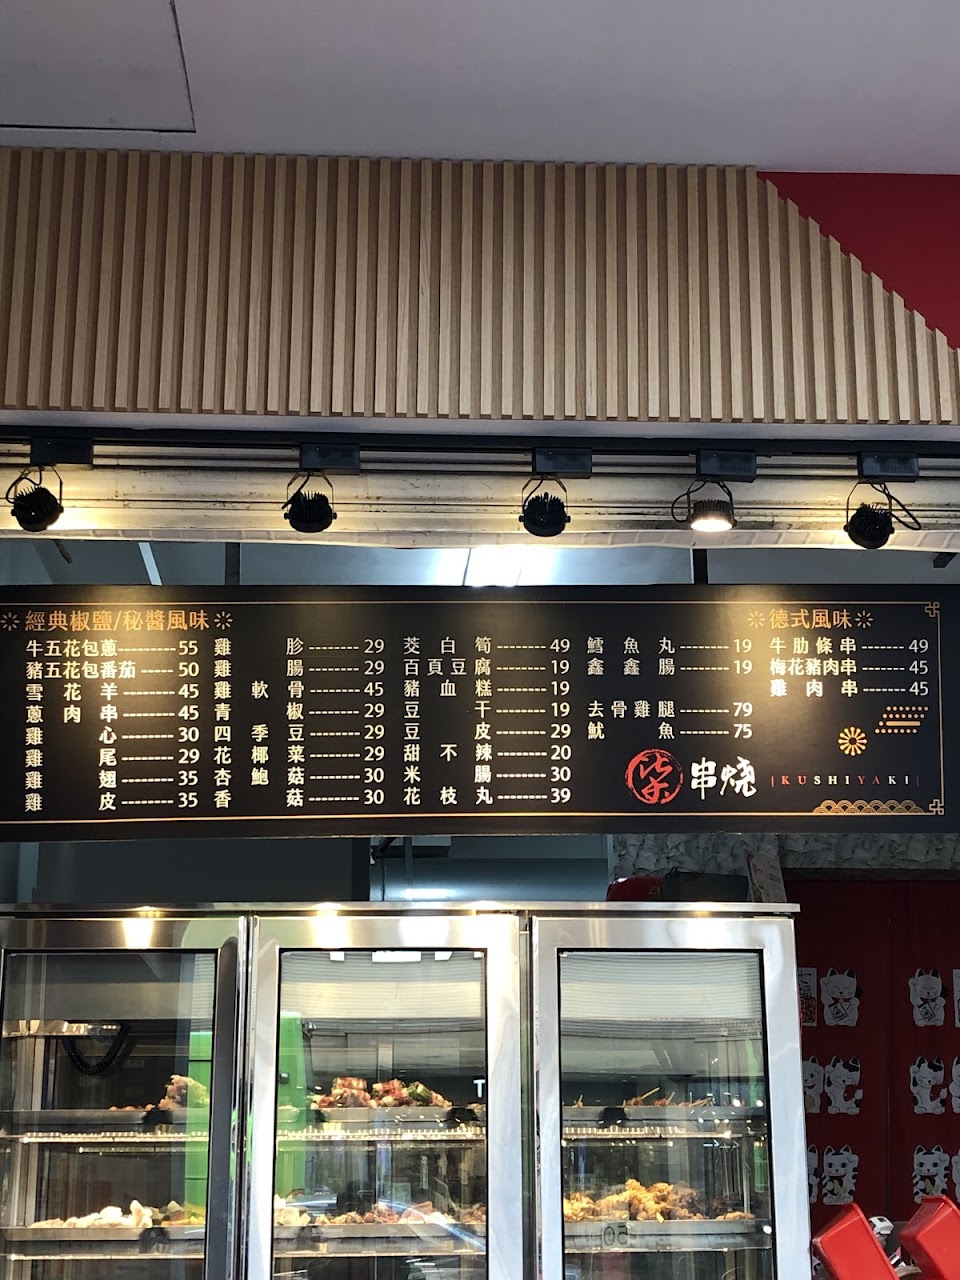 經典椒鹽/秘醬風味
牛五花包蔥----------55
豬五花包番茄-----50
雪花羊--------45
蔥肉串--------45
雞心--------30
雞尾--------29
雞翅--------35
雞皮--------35
雞胗--------29
雞腸--------29
雞軟骨--------45
青椒--------29
四季豆--------29
花椰菜--------29
杏鮑菇--------30
香菇--------30
茭白筍--------49
百頁豆腐--------19
豬血糕--------19
豆干--------19
豆皮--------29
甜不辣--------20
米腸--------30
花枝丸--------39
鱈魚丸--------19
鑫鑫腸--------19
去骨雞腿--------79
魷魚--------75
德式風味
牛肋條串-------49
梅花豬肉串-------45
雞肉串-------45
柒串燒
|KUSHIYAKI|